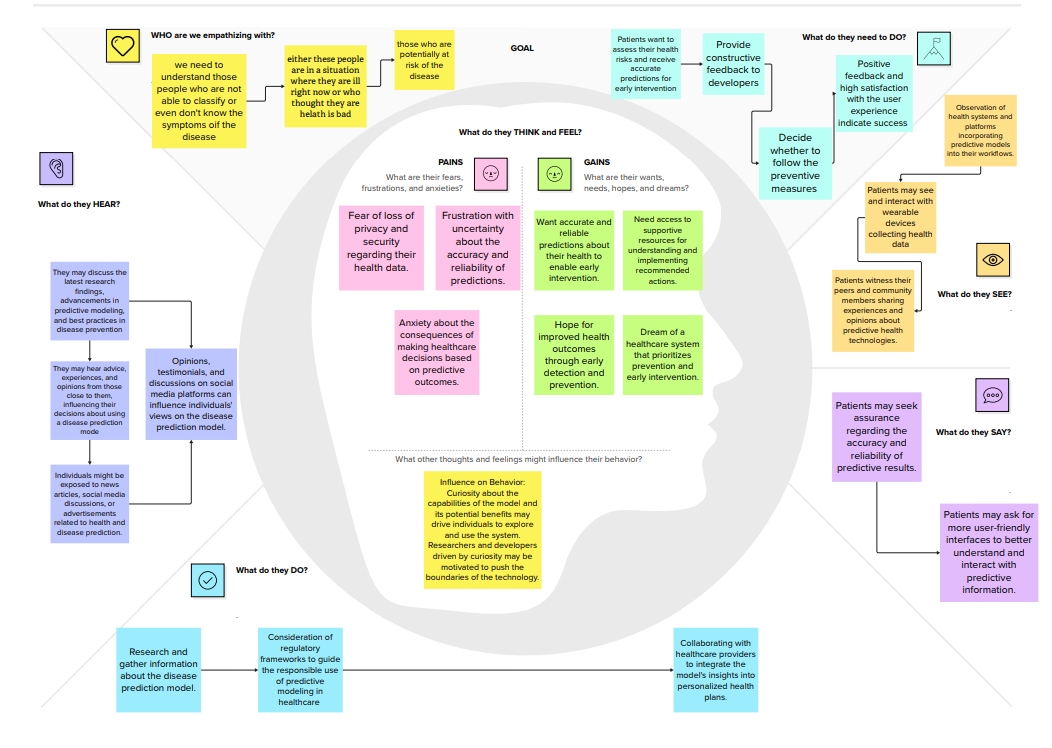 WHO are we empathizing with?
we need to
understand those
people who are not
able to classify or
even don't know the
symptoms oif the
disease
either these people
are in a situation
where they are ill
right now or who
thought they are
helath is bad
those who are
potentially at
risk of the
disease
GOAL
Patients want to
assess their health
risks and receive
accurate
predictions for
early intervention
Provide
constructive
feedback to
developers
Decide
whether to
follow the
preventive
measures
What do they need to DO?
Positive
feedback and
high satisfaction
with the user
experience
indicate success
Observation of
health systems and
platforms
incorporating
predictive models
into their workflows.
Patients may see
and interact with
wearable
devices
collecting health
data
Patients witness their
peers and community
members sharing
experiences and
opinions about
predictive health
technologies.
What do they SEE?
What do they SAY?
Patients may seek
assurance
regarding the
accuracy and
reliability of
predictive results.
Patients may ask for
more user-friendly
interfaces to better
understand and
interact with
predictive
information.
What do they HEAR?
They may discuss the
latest research
findings,
advancements in
predictive modeling,
and best practices in
disease prevention
They may hear advice,
experiences, and
opinions from those
close to them,
influencing their
decisions about using
a disease prediction
mode
Individuals might be
exposed to news
articles, social media
discussions, or
advertisements
related to health and
disease prediction.
Opinions,
testimonials, and
discussions on social
media platforms can
influence individuals'
views on the disease
prediction model.
What do they THINK and FEEL?
PAINS
What are their fears,
frustrations, and anxieties?
Fear of loss of
privacy and
security
regarding their
health data.
Frustration with
uncertainty
about the
accuracy and
reliability of
predictions.
Anxiety about the
consequences of
making healthcare
decisions based
on predictive
outcomes.
GAINS
What are their wants,
needs, hopes, and dreams?
Want accurate and
reliable
predictions about
their health to
enable early
intervention.
Need access to
supportive
resources for
understanding and
implementing
recommended
actions.
Hope for
improved health
outcomes
through early
detection and
prevention.
Dream of a
healthcare system
that prioritizes
prevention and
early intervention.
What other thoughts and feelings might influence their behavior?
Influence on Behavior:
Curiosity about the
capabilities of the model and
its potential benefits may
drive individuals to explore
and use the system.
Researchers and developers
driven by curiosity may be
motivated to push the
boundaries of the technology.
What do they DO?
Research and
gather information
about the disease
prediction model.
Consideration of
regulatory
frameworks to guide
the responsible use
of predictive
modeling in
healthcare
Collaborating with
healthcare providers
to integrate the
model's insights into
personalized health
plans.